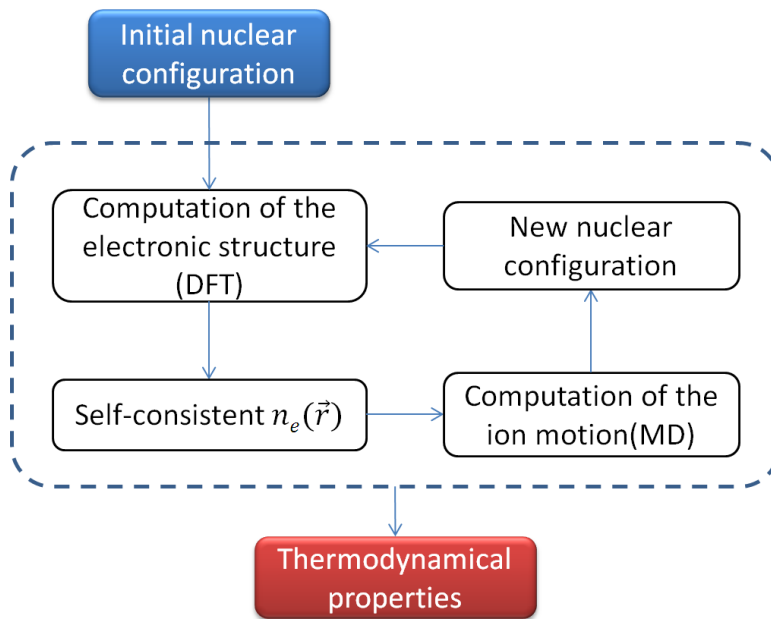 Initial nuclear
configuration
Computation of the
electronic structure
(DFT)
New nuclear
configuration
Self-consistent $n_e(\vec{r})$
Computation of the
ion motion(MD)
Thermodynamical
properties